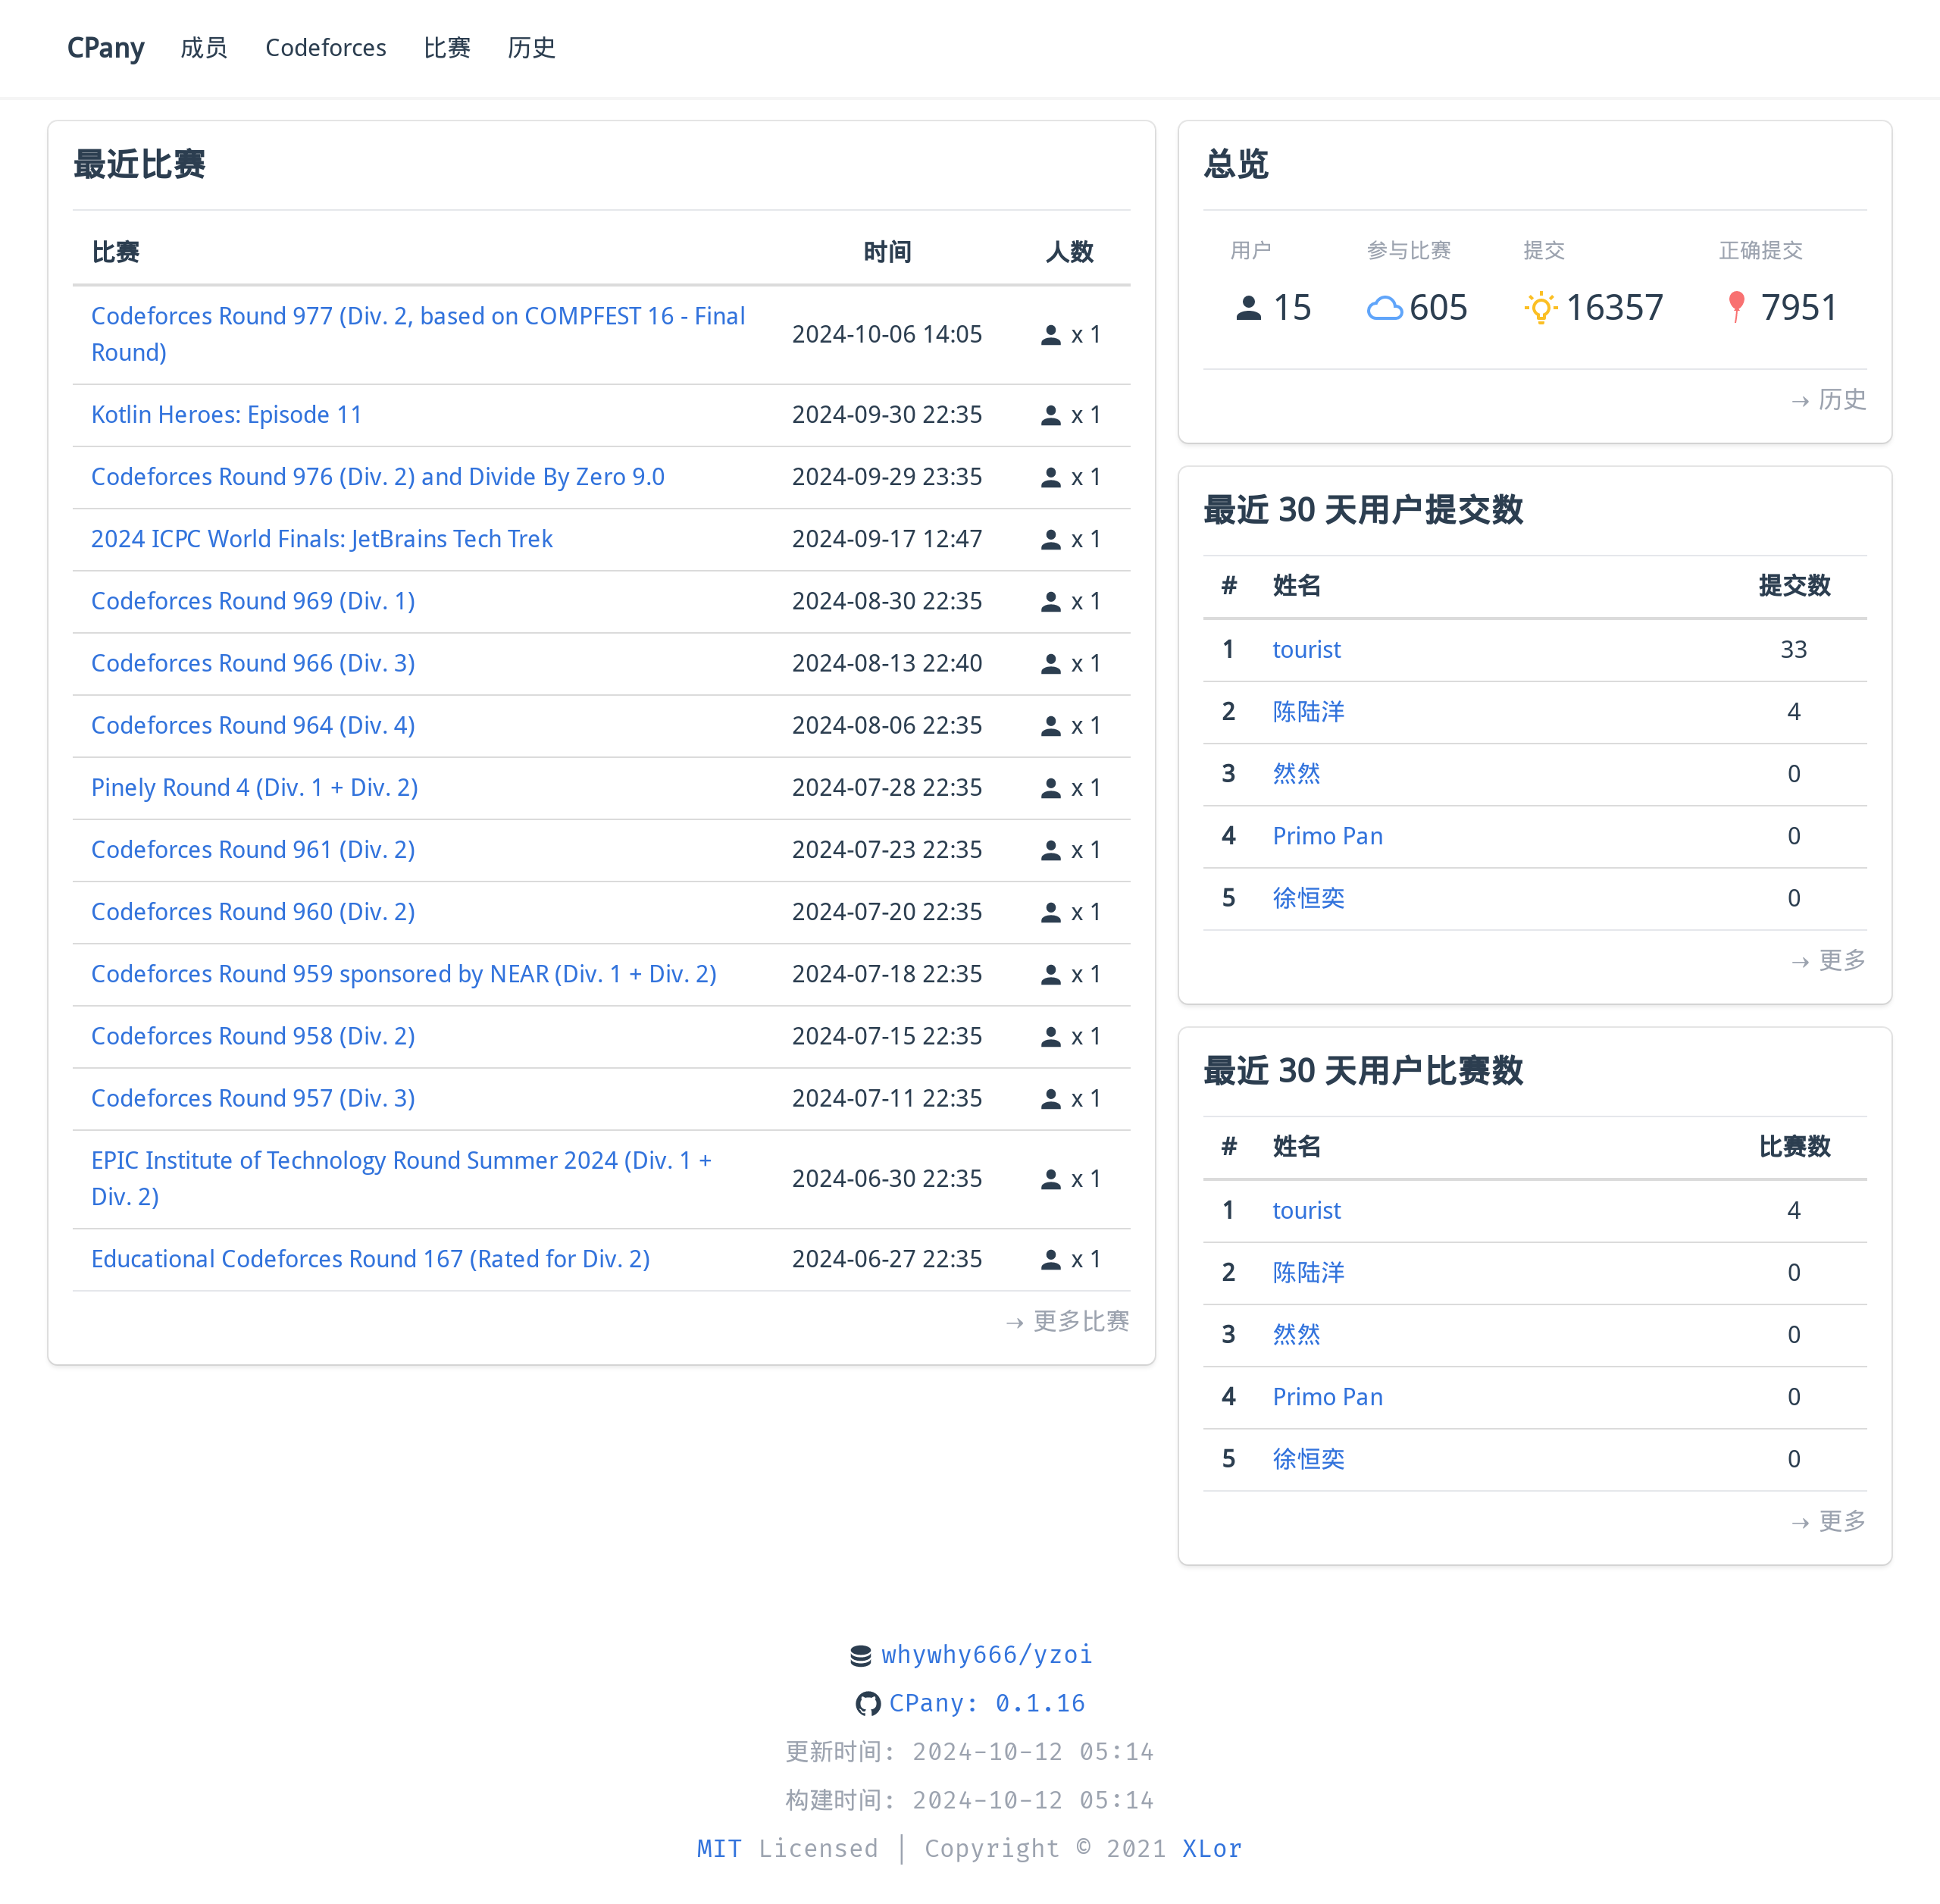 CPany 成员 Codeforces 比赛 历史
最近比赛
比赛 时间 人数
Codeforces Round 977 (Div. 2, based on COMPFEST 16 - Final
Round) 2024-10-06 14:05 x 1
Kotlin Heroes: Episode 11 2024-09-30 22:35 x 1
Codeforces Round 976 (Div. 2) and Divide By Zero 9.0 2024-09-29 23:35 x 1
2024 ICPC World Finals: JetBrains Tech Trek 2024-09-17 12:47 x 1
Codeforces Round 969 (Div. 1) 2024-08-30 22:35 x 1
Codeforces Round 966 (Div. 3) 2024-08-13 22:40 x 1
Codeforces Round 964 (Div. 4) 2024-08-06 22:35 x 1
Pinely Round 4 (Div. 1 + Div. 2) 2024-07-28 22:35 x 1
Codeforces Round 961 (Div. 2) 2024-07-23 22:35 x 1
Codeforces Round 960 (Div. 2) 2024-07-20 22:35 x 1
Codeforces Round 959 sponsored by NEAR (Div. 1 + Div. 2) 2024-07-18 22:35 x 1
Codeforces Round 958 (Div. 2) 2024-07-15 22:35 x 1
Codeforces Round 957 (Div. 3) 2024-07-11 22:35 x 1
EPIC Institute of Technology Round Summer 2024 (Div. 1 +
Div. 2) 2024-06-30 22:35 x 1
Educational Codeforces Round 167 (Rated for Div. 2) 2024-06-27 22:35 x 1
→ 更多比赛
总览
用户 参与比赛 提交 正确提交
15 605 16357 7951
→ 历史
最近 30 天用户提交数
# 姓名 提交数
1 tourist 33
2 陈陆洋 4
3 然然 0
4 Primo Pan 0
5 徐恒奕 0
→ 更多
最近 30 天用户比赛数
# 姓名 比赛数
1 tourist 4
2 陈陆洋 0
3 然然 0
4 Primo Pan 0
5 徐恒奕 0
→ 更多
whywhy666/yzoi
CPany: 0.1.16
更新时间: 2024-10-12 05:14
构建时间: 2024-10-12 05:14
MIT Licensed | Copyright © 2021 XLor